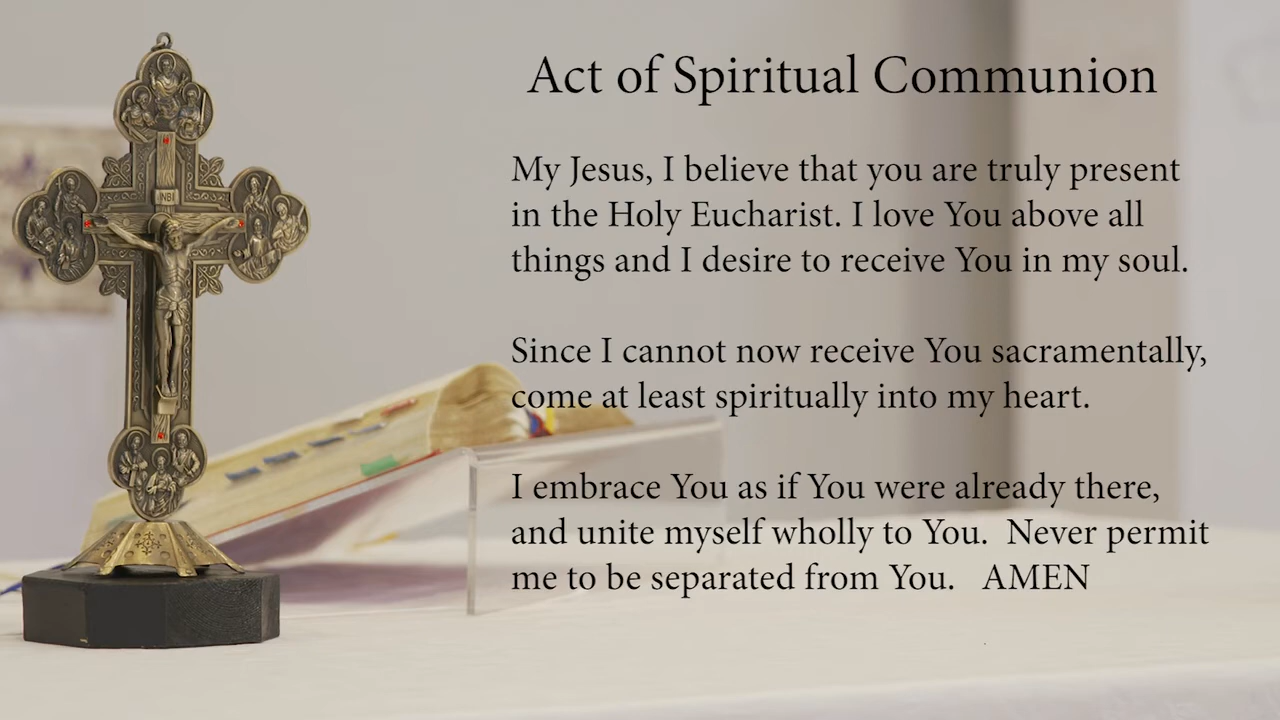 Act of Spiritual Communion
My Jesus, I believe that you are truly present
in the Holy Eucharist. I love You above all
things and I desire to receive You in my soul.
Since I cannot now receive You sacramentally,
come at least spiritually into my heart.
I embrace You as if You were already there,
and unite myself wholly to You.  Never permit
me to be separated from You.   AMEN
INBI